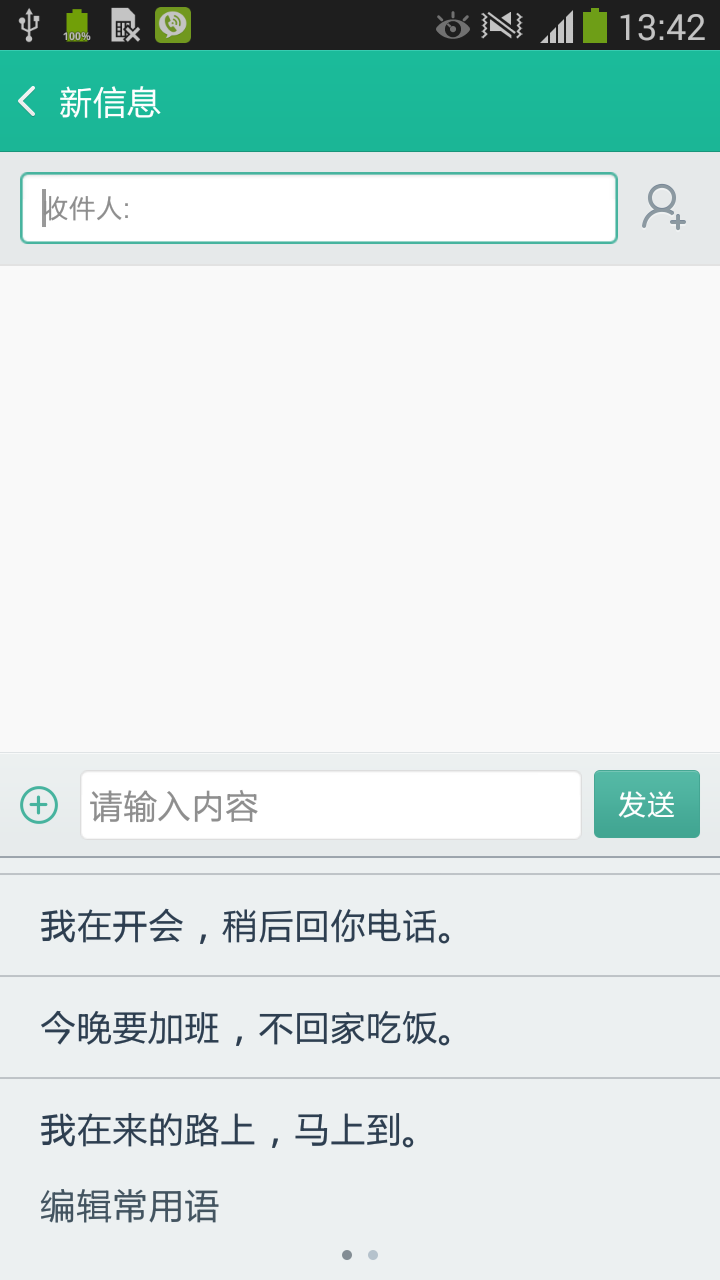 100%
13:42
新信息
收件人:
请输入内容
发送
我在开会，稍后回你电话。
今晚要加班，不回家吃饭。
我在来的路上，马上到。
编辑常用语